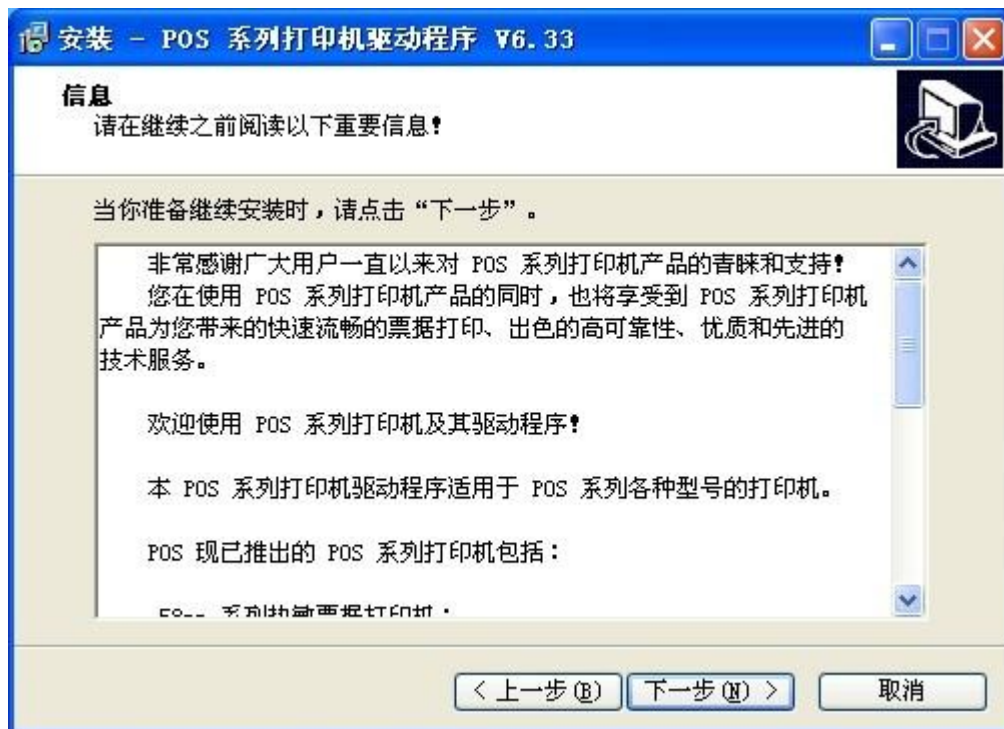 安装 - POS 系列打印机驱动程序 V6.33
信息
请在继续之前阅读以下重要信息！
当你准备继续安装时，请点击“下一步”。
非常感谢广大用户一直以来对 POS 系列打印机产品的青睐和支持！
您在使用 POS 系列打印机产品的同时，也将享受到 POS 系列打印机
产品为您带来的快速流畅的票据打印、出色的高可靠性、优质和先进的
技术服务。
欢迎使用 POS 系列打印机及其驱动程序！
本 POS 系列打印机驱动程序适用于 POS 系列各种型号的打印机。
POS 现已推出的 POS 系列打印机包括：
系列热敏票据打印机：
< 上一步(B)
下一步(N) >
取消